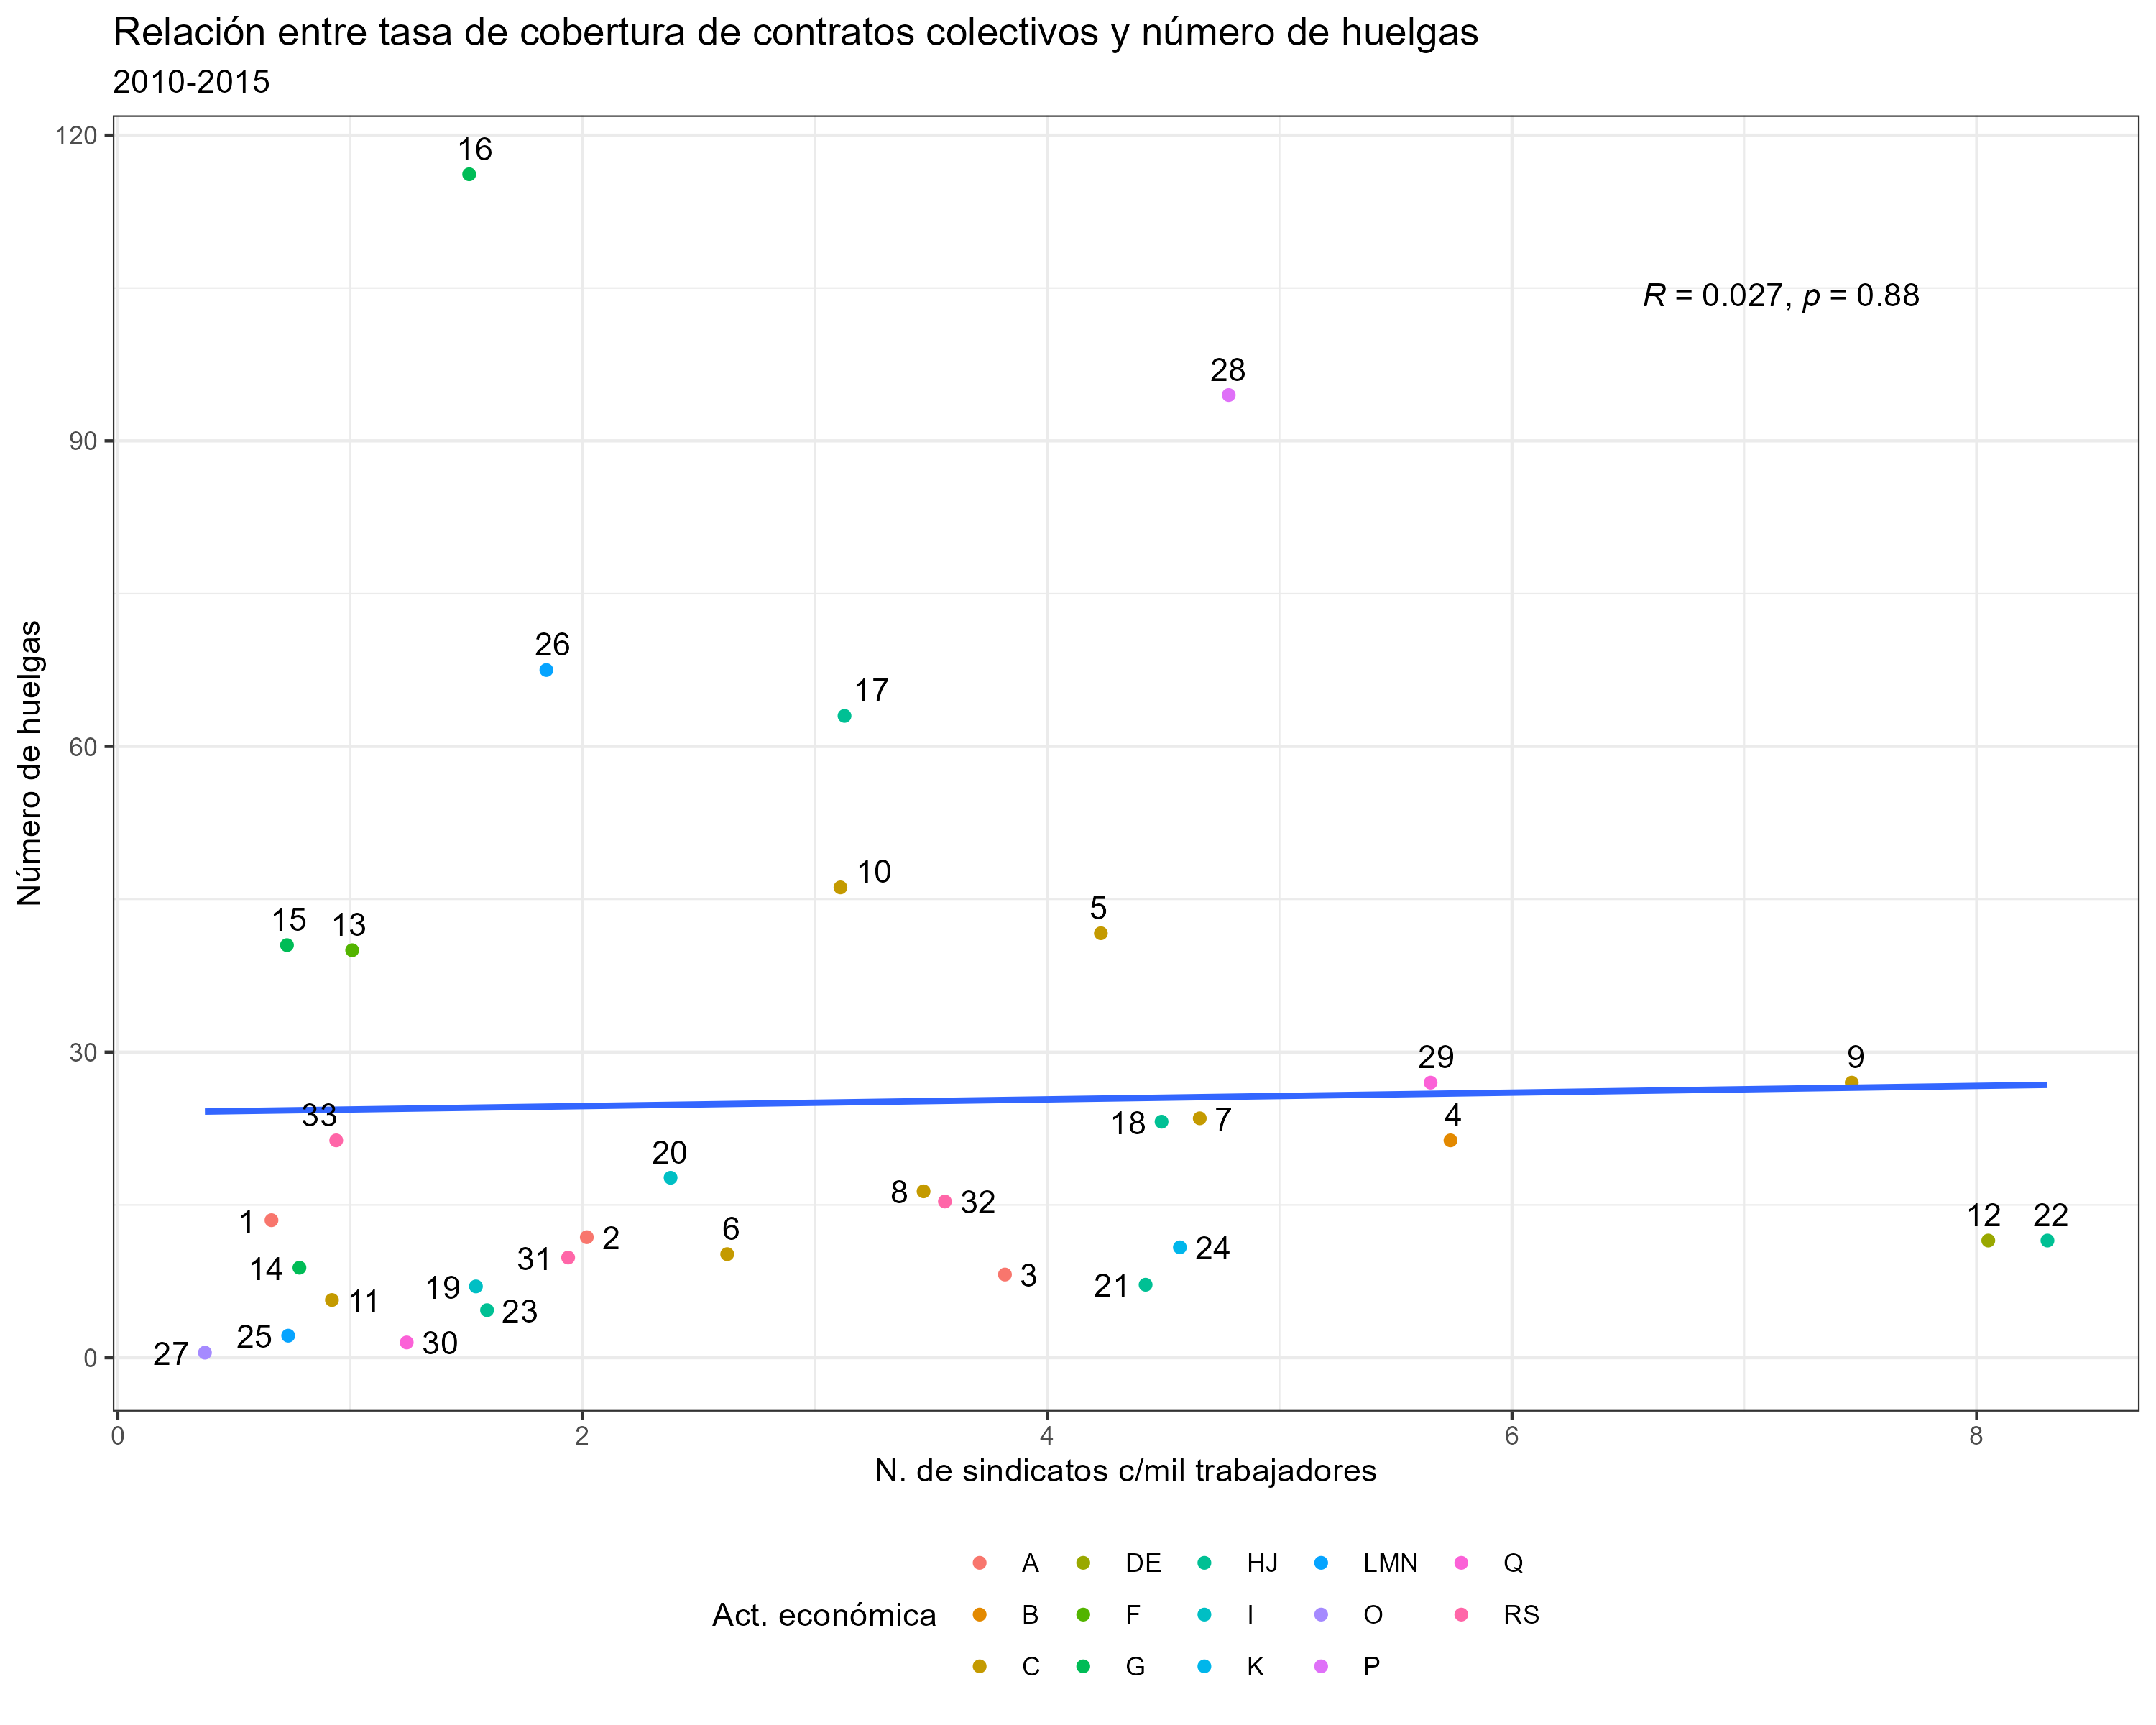 Relación entre tasa de cobertura de contratos colectivos y número de huelgas
2010-2015
120
16
R = 0.027, p = 0.88
28
90
26
17
60
Número de huelgas
10
5
15
13
30
29
9
33
18
7
4
20
8
32
1
2
6
12
22
31
24
14
3
21
19
11
23
25
30
27
0
0
2
4
6
8
N. de sindicatos c/mil trabajadores
Act. económica
A
DE
HJ
LMN
Q
B
F
I
O
RS
C
G
K
P